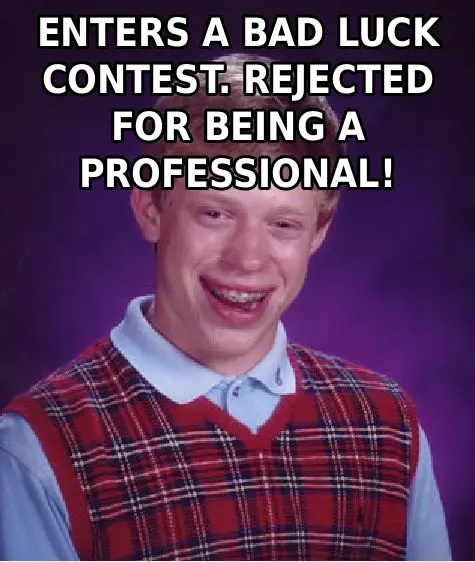 ENTERS A BAD LUCK
CONTEST. REJECTED
FOR BEING A
PROFESSIONAL!